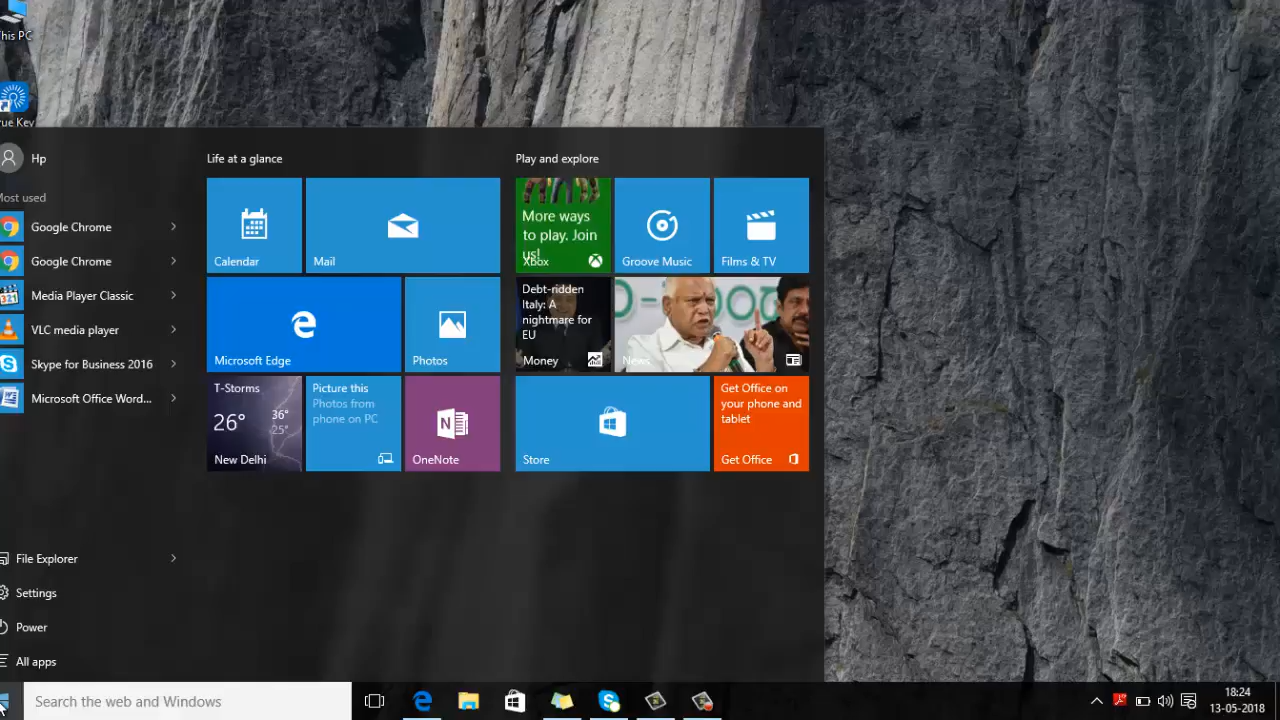 This PC
True Key
Hp
Most used
Google Chrome
Google Chrome
Media Player Classic
VLC media player
Skype for Business 2016
Microsoft Office Word...
File Explorer
Settings
Power
All apps
Life at a glance
Calendar
Mail
Microsoft Edge
Photos
T-Storms
26°
36°
25°
New Delhi
Picture this
Photos from
phone on PC
OneNote
Play and explore
More ways
to play. Join
us!
Xbox
Groove Music
Films & TV
Debt-ridden
Italy: A
nightmare for
EU
Money
News
Store
Get Office on
your phone and
tablet
Get Office
Search the web and Windows
18:24
13-05-2018